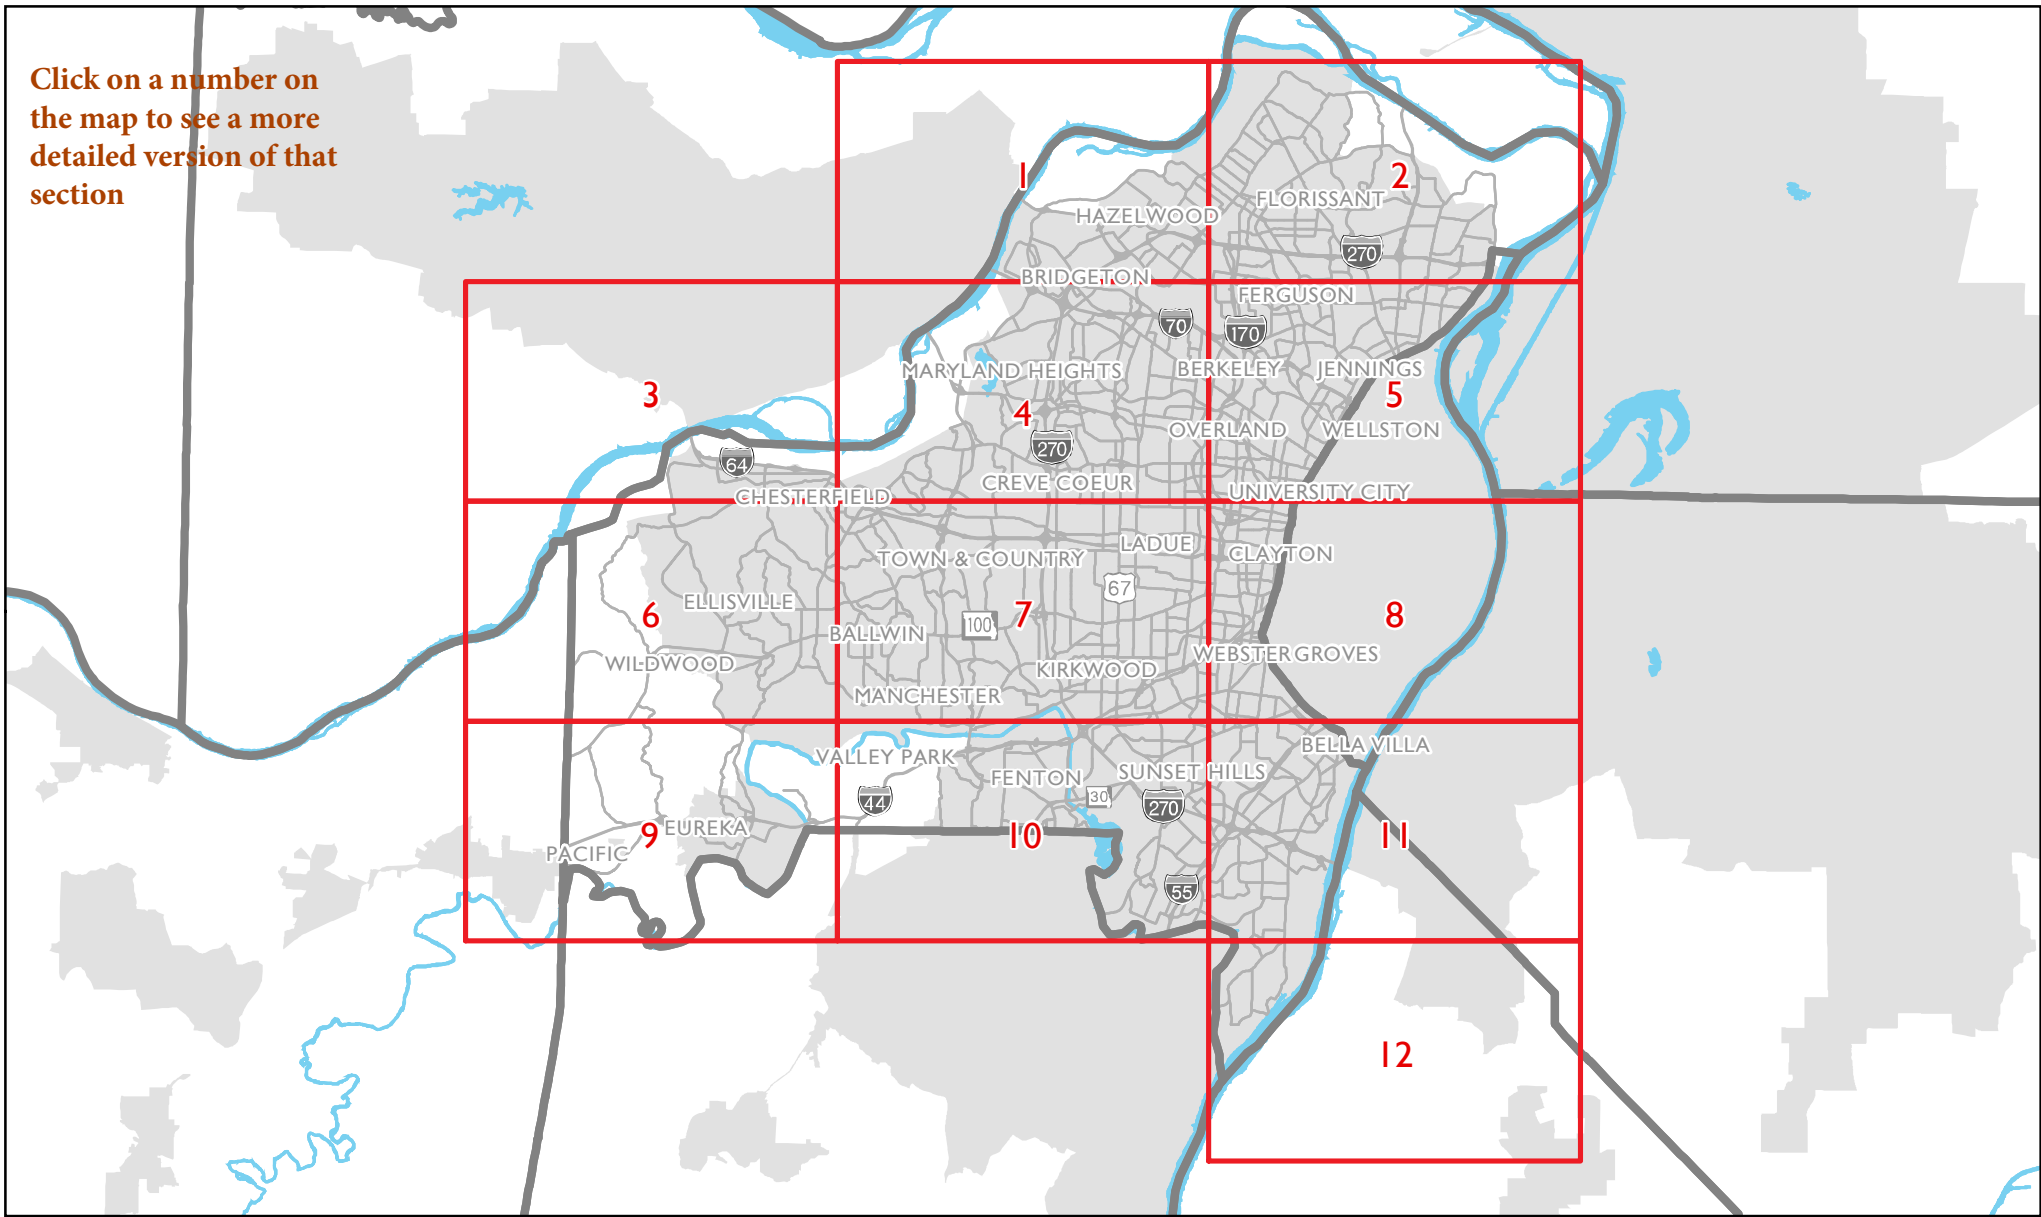 Click on a number on
the map to see a more
detailed version of that
section
1
2
HAZELWOOD
FLORISSANT
270
BRIDGETON
FERGUSON
70
170
MARYLAND HEIGHTS
BERKELEY
JENNINGS
3
4
5
OVERLAND
WELLSTON
270
64
CREVE COEUR
CHESTERFIELD
UNIVERSITY CITY
LADUE
TOWN & COUNTRY
CLAYTON
67
ELLISVILLE
6
100
7
8
BALLWIN
WEBSTER GROVES
WILDWOOD
KIRKWOOD
MANCHESTER
BELLA VILLA
VALLEY PARK
FENTON
SUNSET HILLS
44
30
270
EUREKA
9
10
11
PACIFIC
55
12